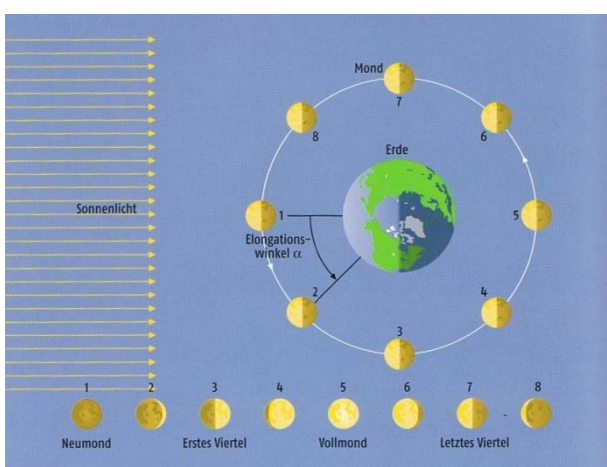 Mond
7
8
6
Erde
Sonnenlicht
1
5
Elongations-
winkel α
2
4
3
1 2 3 4 5 6 7 8
Neumond Erstes Viertel Vollmond Letztes Viertel